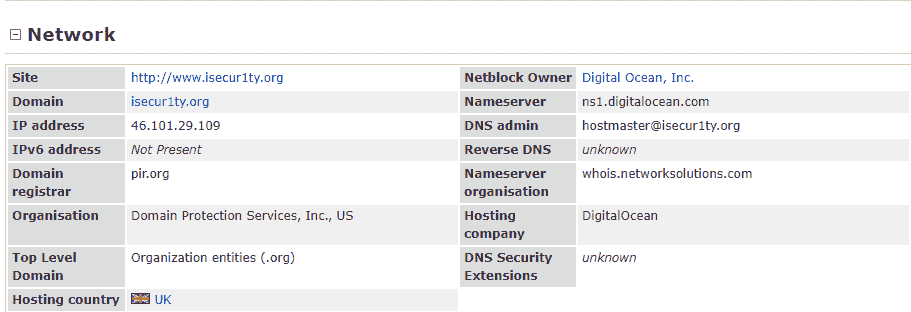 Network
Site http://www.isecur1ty.org Netblock Owner Digital Ocean, Inc.
Domain isecur1ty.org Nameserver ns1.digitalocean.com
IP address 46.101.29.109 DNS admin hostmaster@isecur1ty.org
IPv6 address Not Present Reverse DNS unknown
Domain registrar pir.org Nameserver organisation whois.networksolutions.com
Organisation Domain Protection Services, Inc., US Hosting company DigitalOcean
Top Level Domain Organization entities (.org) DNS Security Extensions unknown
Hosting country UK